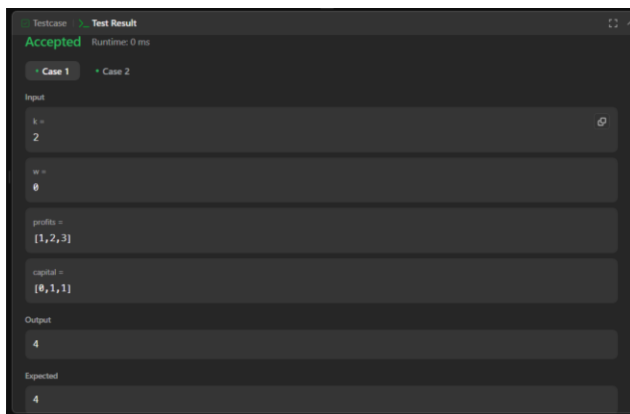 Testcase
>_ Test Result
Accepted Runtime: 0 ms
Case 1 Case 2
Input
k =
2
w =
0
profits =
[1,2,3]
capital =
[0,1,1]
Output
4
Expected
4